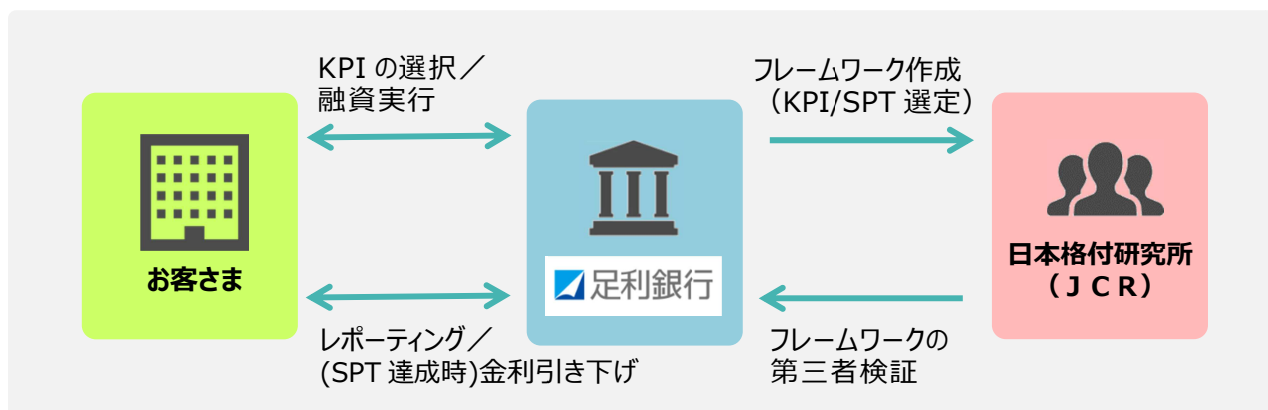 KPI の選択／
融資実行
フレームワーク作成
（KPI/SPT 選定）
お客さま
足利銀行
日本格付研究所
（ＪＣＲ）
レポーティング／
(SPT 達成時)金利引き下げ
フレームワークの
第三者検証